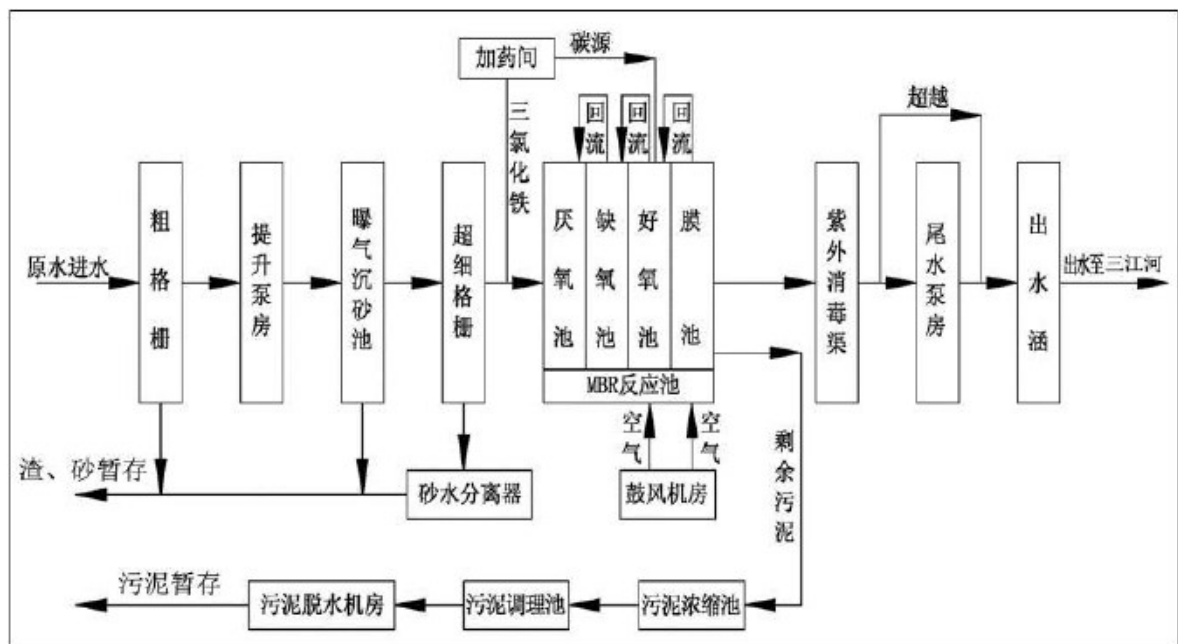 加药间
碳源
三氯化铁
回流
回流
回流
超越
原水进水
粗格栅
提升泵房
曝气沉砂池
超细格栅
厌氧池
缺氧池
好氧池
膜池
MBR反应池
紫外消毒渠
尾水泵房
出水涵
出水至三江河
空气
空气
剩余污泥
渣、砂暂存
砂水分离器
鼓风机房
污泥暂存
污泥脱水机房
污泥调理池
污泥浓缩池